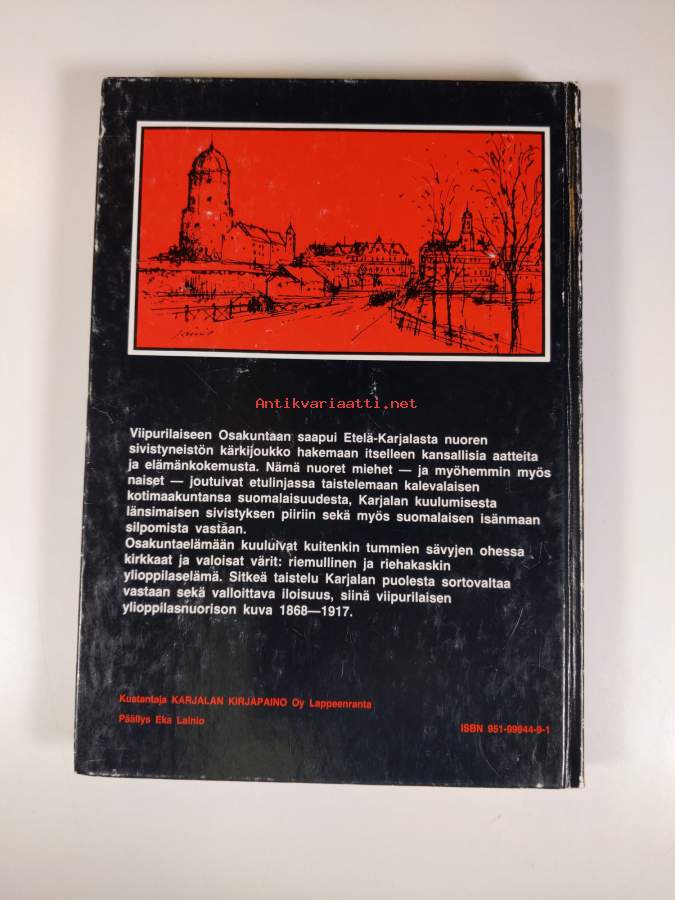 Antikvariaatti.net
Viipurilaiseen Osakuntaan saapui Etelä-Karjalasta nuoren
sivistyneistön kärkijoukko hakemaan itselleen kansallisia aatteita
ja elämänkokemusta. Nämä nuoret miehet — ja myöhemmin myös
naiset — joutuivat etulinjassa taistelemaan kalevalaisen
kotimaakuntansa suomalaisuudesta, Karjalan kuulumisesta
länsimaisen sivistyksen piiriin sekä myös suomalaisen isänmaan
silpomista vastaan.
Osakuntaelämään kuuluivat kuitenkin tummien sävyjen ohessa
kirkkaat ja valoisat värit: riemullinen ja riehakaskin
ylioppilaselämä. Sitkeä taistelu Karjalan puolesta sortovaltaa
vastaan sekä valloittava iloisuus, siinä viipurilaisen
ylioppilasnuorison kuva 1868—1917.
Kustantaja KARJALAN KIRJAPAINO Oy Lappeenranta
Päällys Eka Lainio
ISBN 951-99944-9-1